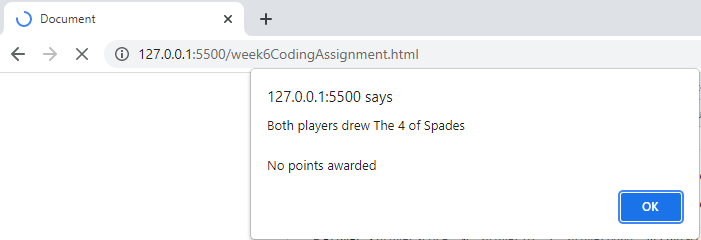 Document
127.0.0.1:5500/week6CodingAssignment.html
127.0.0.1:5500 says
Both players drew The 4 of Spades
No points awarded
OK